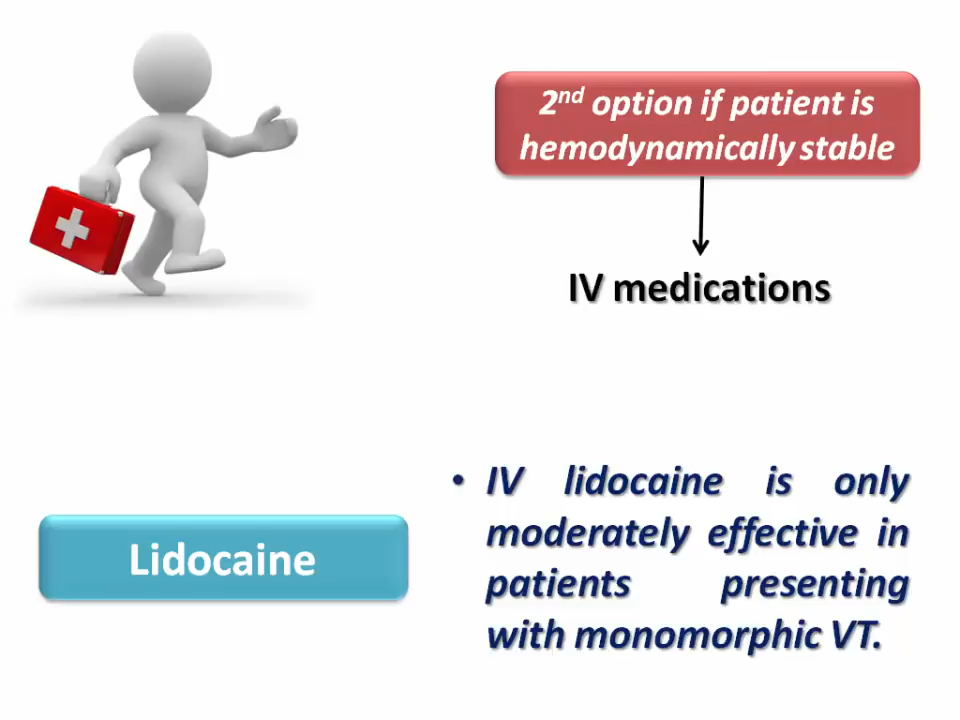 2nd option if patient is
hemodynamically stable
IV medications
Lidocaine
• IV lidocaine is only
moderately effective in
patients presenting
with monomorphic VT.